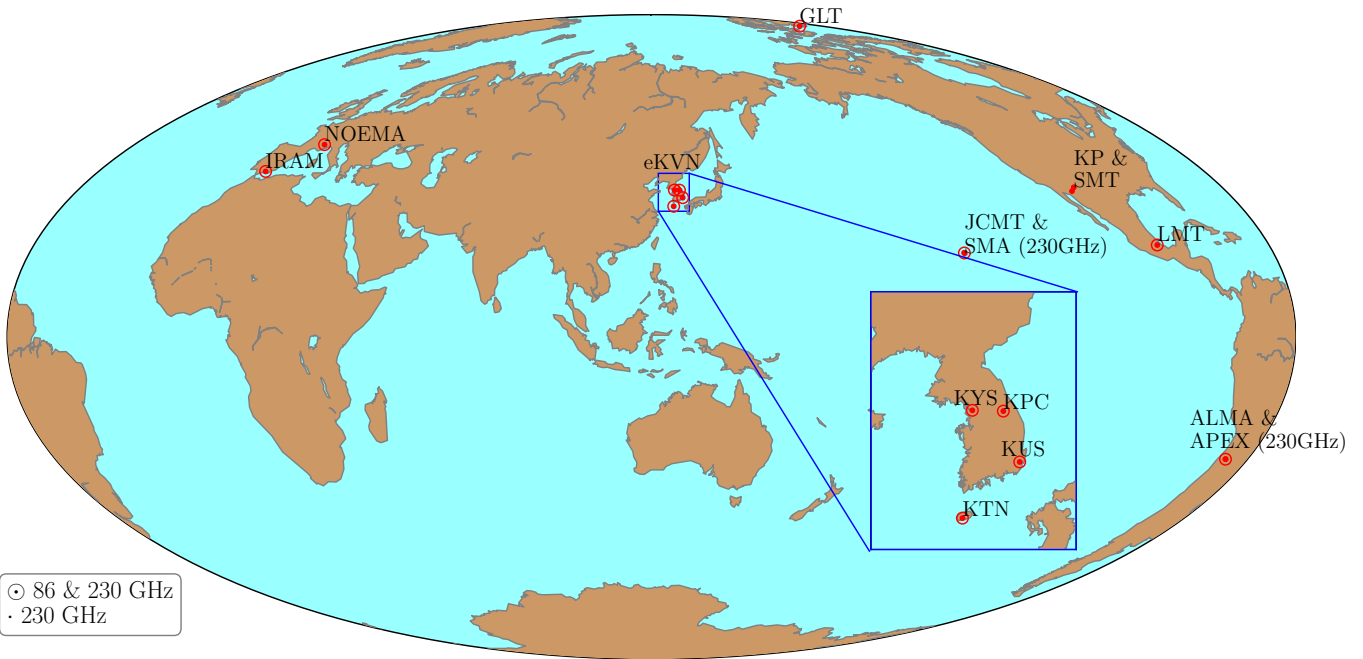 GLT
NOEMA
IRAM
eKVN
KP &
SMT
JCMT &
SMA (230GHz)
LMT
KYS
KPC
KUS
KTN
ALMA &
APEX (230GHz)
⊙ 86 & 230 GHz
· 230 GHz